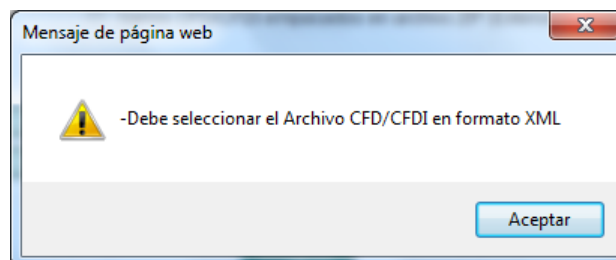 Mensaje de página web
-Debe seleccionar el Archivo CFD/CFDI en formato XML
Aceptar